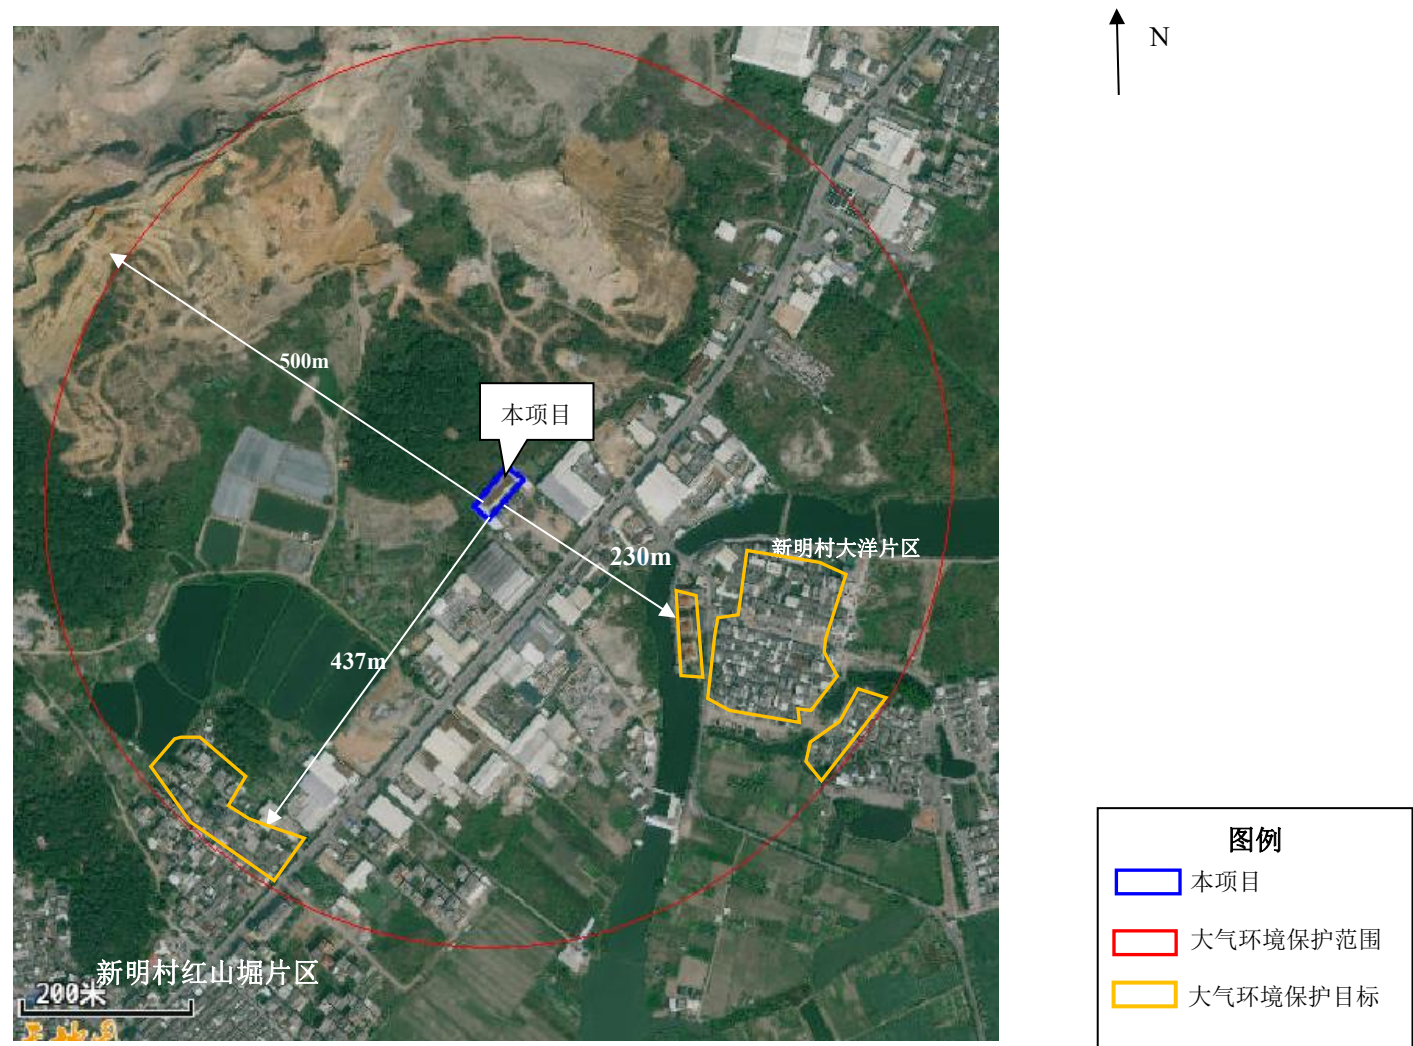 N
500m
本项目
230m
新明村大洋片区
437m
新明村红山堀片区
200米
图例
本项目
大气环境保护范围
大气环境保护目标